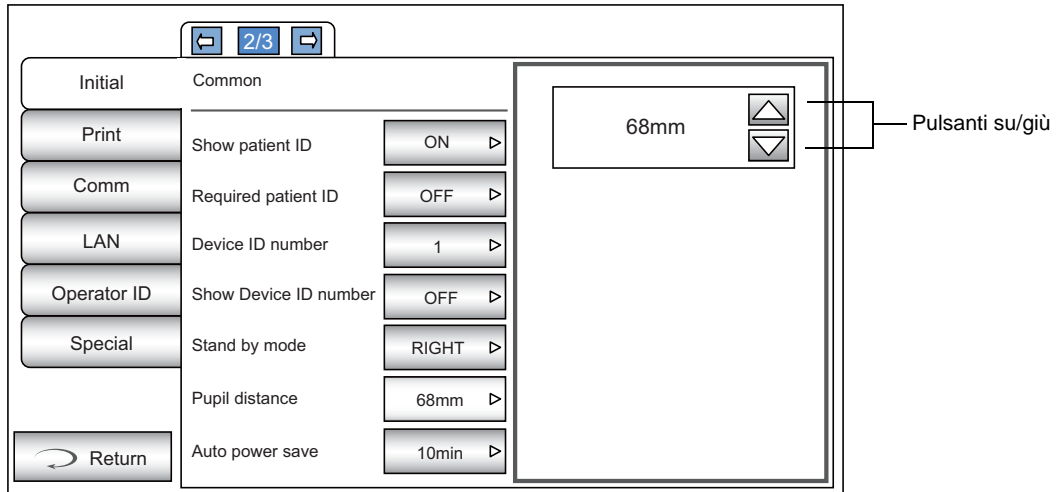 2/3
Initial
Print
Comm
LAN
Operator ID
Special
Return
Common
Show patient ID ON
Required patient ID OFF
Device ID number 1
Show Device ID number OFF
Stand by mode RIGHT
Pupil distance 68mm
Auto power save 10min
68mm
Pulsanti su/giù